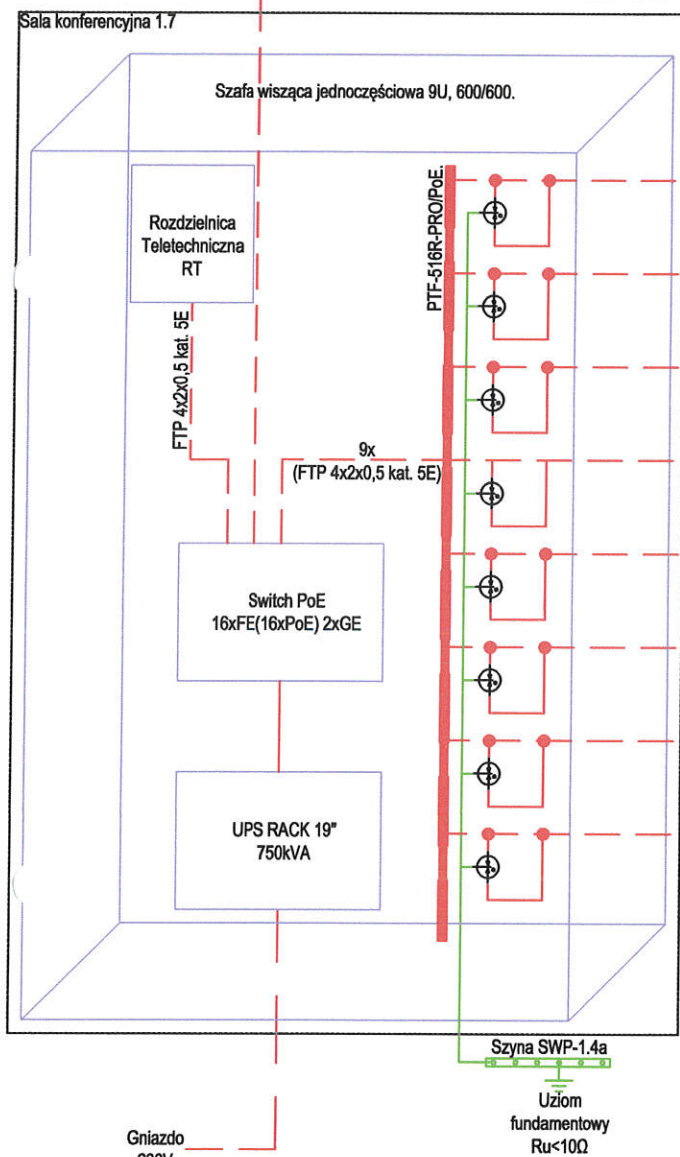 Sala konferencyjna 1.7
Szafa wisząca jednoczęściowa 9U, 600/600.
Rozdzielnica
Teletechniczna
RT
PTF-516R-PRO/PoE.
FTP 4x2x0,5 kat. 5E
9x
(FTP 4x2x0,5 kat. 5E)
Switch PoE
16xFE(16xPoE) 2xGE
UPS RACK 19"
750kVA
Szyna SWP-1.4a
Uziom
fundamentowy
Ru<10Ω
Gniazdo